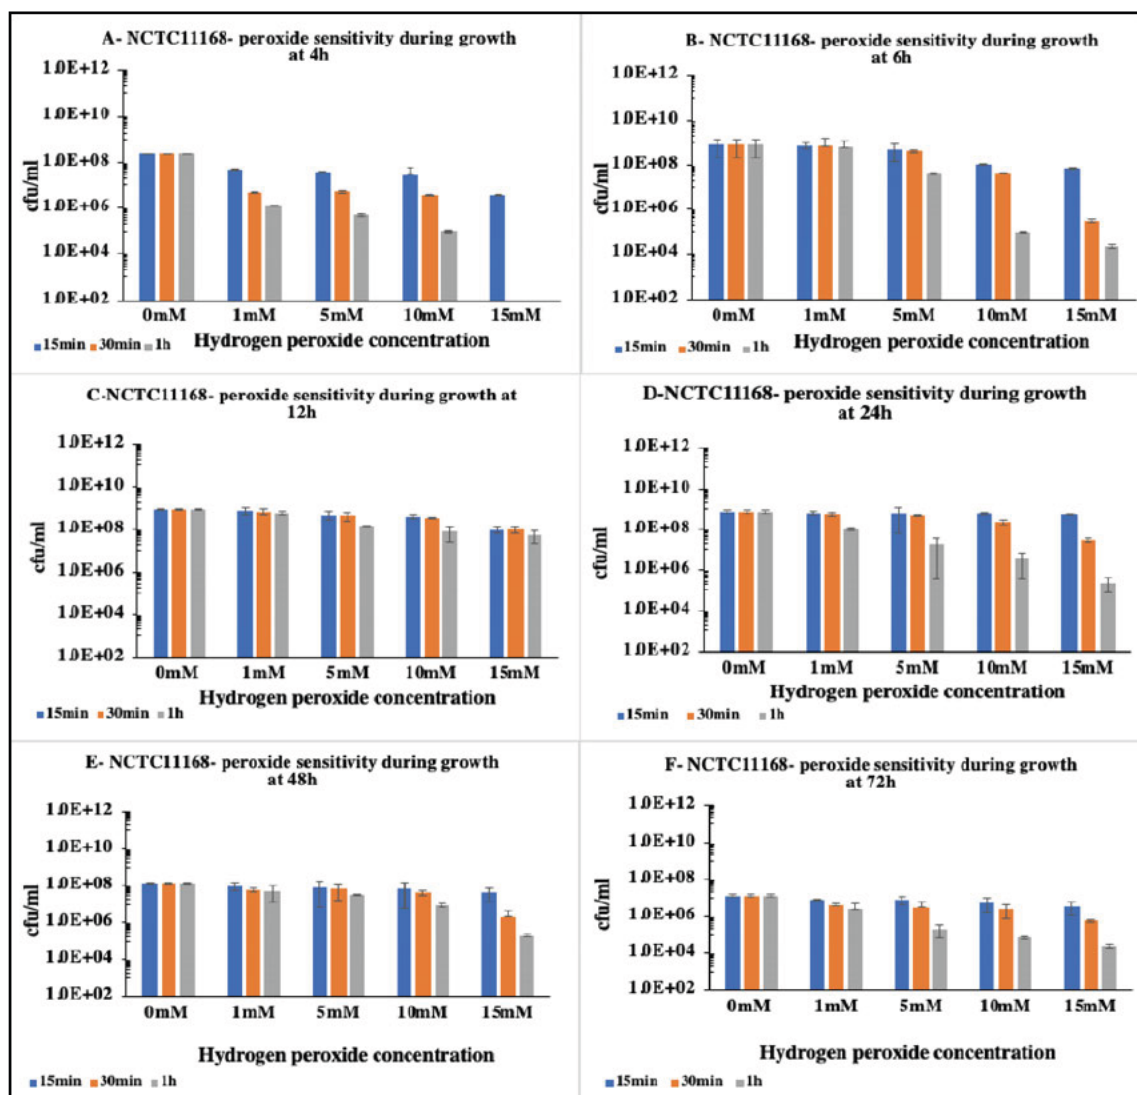 A- NCTC11168- peroxide sensitivity during growth
at 4h
cfu/ml
1.0E+12
1.0E+10
1.0E+08
1.0E+06
1.0E+04
1.0E+02
0mM 1mM 5mM 10mM 15mM
Hydrogen peroxide concentration
15min 30min 1h
B- NCTC11168- peroxide sensitivity during growth
at 6h
cfu/ml
1.0E+12
1.0E+10
1.0E+08
1.0E+06
1.0E+04
1.0E+02
0mM 1mM 5mM 10mM 15mM
Hydrogen peroxide concentration
15min 30min 1h
C-NCTC11168- peroxide sensitivity during growth at
12h
cfu/ml
1.0E+12
1.0E+10
1.0E+08
1.0E+06
1.0E+04
1.0E+02
0mM 1mM 5mM 10mM 15mM
Hydrogen peroxide concentration
15min 30min 1h
D-NCTC11168- peroxide sensitivity during growth
at 24h
cfu/ml
1.0E+12
1.0E+10
1.0E+08
1.0E+06
1.0E+04
1.0E+02
0mM 1mM 5mM 10mM 15mM
Hydrogen peroxide concentration
15min 30min 1h
E- NCTC11168- peroxide sensitivity during growth
at 48h
cfu/ml
1.0E+12
1.0E+10
1.0E+08
1.0E+06
1.0E+04
1.0E+02
0mM 1mM 5mM 10mM 15mM
Hydrogen peroxide concentration
15min 30min 1h
F- NCTC11168- peroxide sensitivity during growth
at 72h
cfu/ml
1.0E+12
1.0E+10
1.0E+08
1.0E+06
1.0E+04
1.0E+02
0mM 1mM 5mM 10mM 15mM
Hydrogen peroxide concentration
15min 30min 1h